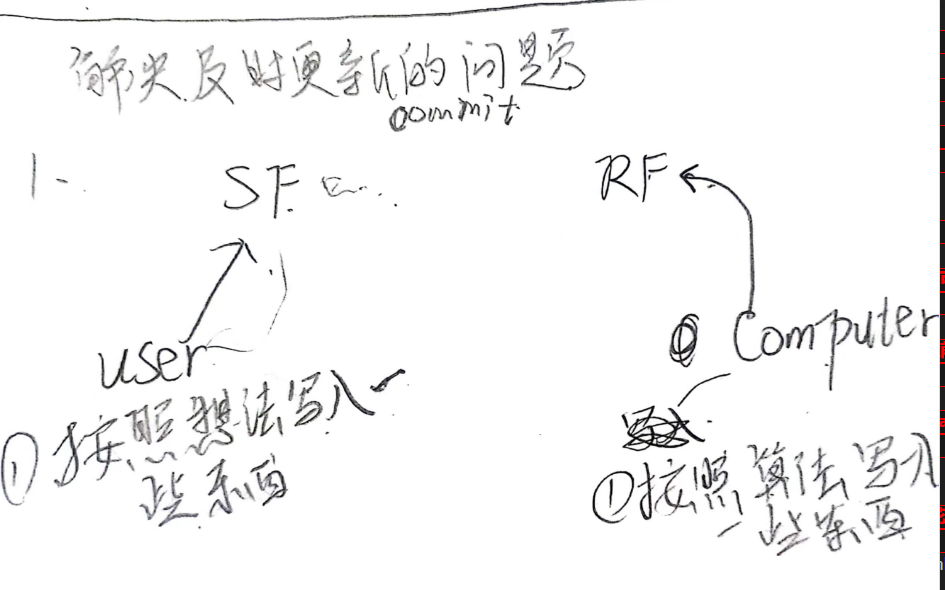 解决及时更新的问题
commit
1.
SF
RF
user
Computer
①按照想法写入
一些东西
①按照算法写入
一些东西